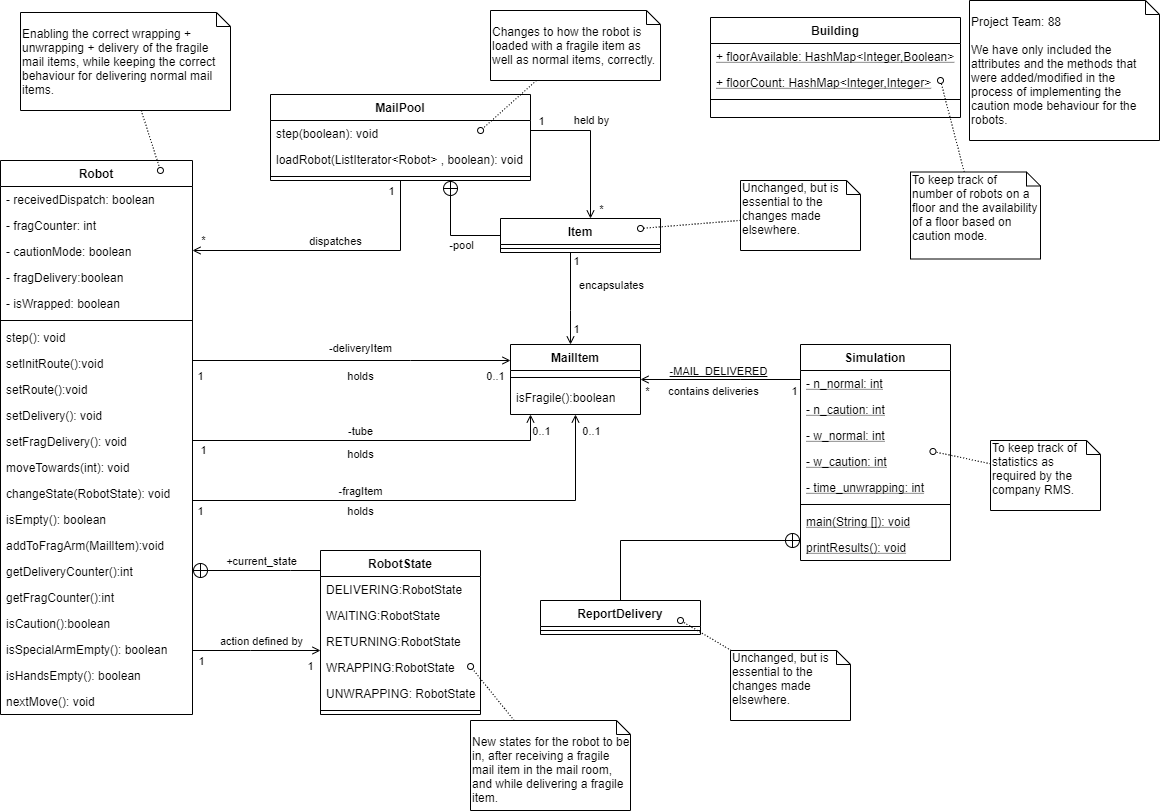 Enabling the correct wrapping +
unwrapping + delivery of the fragile
mail items, while keeping the correct
behaviour for delivering normal mail
items.
Changes to how the robot is
loaded with a fragile item as
well as normal items, correctly.
Building
+ floorAvailable: HashMap<Integer,Boolean>
+ floorCount: HashMap<Integer,Integer>
Project Team: 88
We have only included the
attributes and the methods that
were added/modified in the
process of implementing the
caution mode behaviour for the
robots.
MailPool
step(boolean): void
loadRobot(ListIterator<Robot> , boolean): void
1
held by
*
1
dispatches
*
-pool
Item
Unchanged, but is
essential to the
changes made
elsewhere.
To keep track of
number of robots on a
floor and the availability
of a floor based on
caution mode.
Robot
- receivedDispatch: boolean
- fragCounter: int
- cautionMode: boolean
- fragDelivery:boolean
- isWrapped: boolean
step(): void
setInitRoute():void
setRoute():void
setDelivery(): void
setFragDelivery(): void
moveTowards(int): void
changeState(RobotState): void
isEmpty(): boolean
addToFragArm(MailItem):void
getDeliveryCounter():int
getFragCounter():int
isCaution():boolean
isSpecialArmEmpty(): boolean
isHandsEmpty(): boolean
nextMove(): void
1
encapsulates
1
-deliveryItem
1
holds
0..1
MailItem
isFragile():boolean
-tube
1
holds
0..1
-fragItem
1
holds
0..1
-MAIL_DELIVERED
*
contains deliveries
1
Simulation
- n_normal: int
- n_caution: int
- w_normal: int
- w_caution: int
- time_unwrapping: int
main(String []): void
printResults(): void
To keep track of
statistics as
required by the
company RMS.
+current_state
action defined by
1
1
RobotState
DELIVERING:RobotState
WAITING:RobotState
RETURNING:RobotState
WRAPPING:RobotState
UNWRAPPING: RobotState
ReportDelivery
Unchanged, but is
essential to the
changes made
elsewhere.
New states for the robot to be
in, after receiving a fragile
mail item in the mail room,
and while delivering a fragile
item.